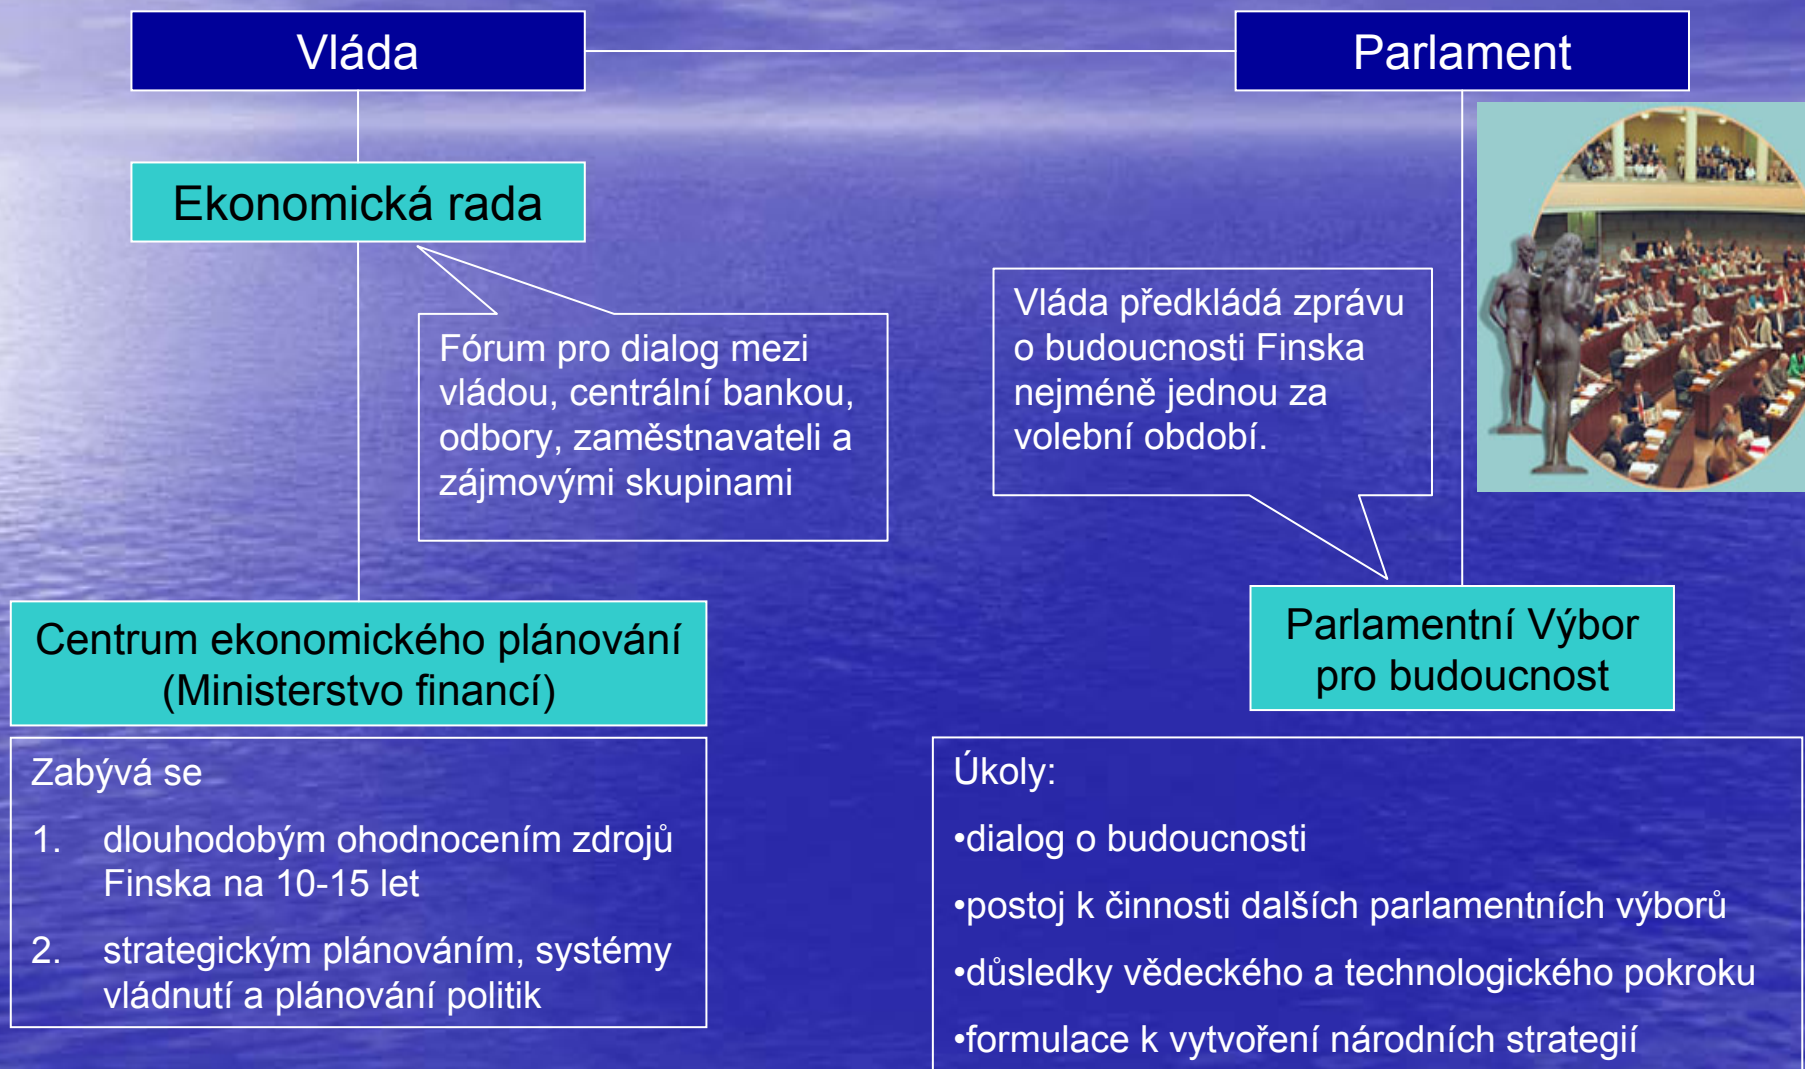 Vláda
Parlament
Ekonomická rada
Fórum pro dialog mezi
vládou, centrální bankou,
odbory, zaměstnavateli a
zájmovými skupinami
Vláda předkládá zprávu
o budoucnosti Finska
nejméně jednou za
volební období.
Centrum ekonomického plánování
(Ministerstvo financí)
Parlamentní Výbor
pro budoucnost
Zabývá se
1. dlouhodobým ohodnocením zdrojů
Finska na 10-15 let
2. strategickým plánováním, systémy
vládnutí a plánování politik
Úkoly:
•dialog o budoucnosti
•postoj k činnosti dalších parlamentních výborů
•důsledky vědeckého a technologického pokroku
•formulace k vytvoření národních strategií